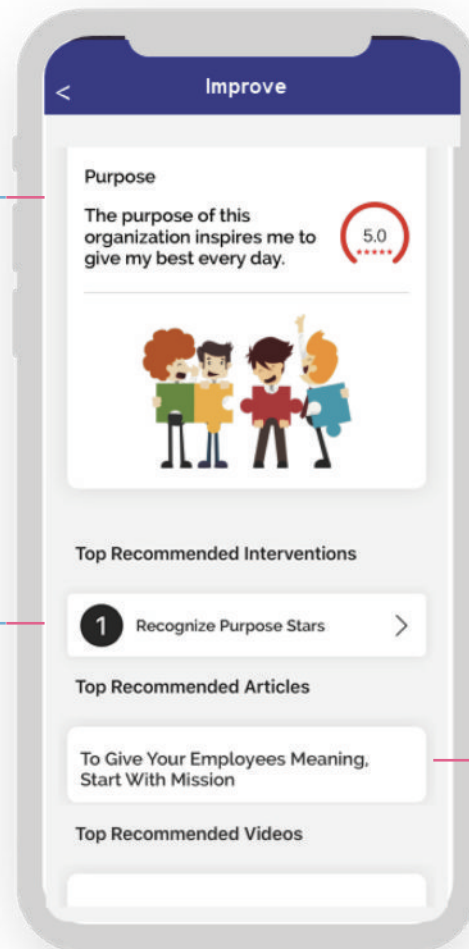 <
Improve
Purpose
The purpose of this
organization inspires me to
give my best every day.
5.0
Top Recommended Interventions
1
Recognize Purpose Stars
Top Recommended Articles
To Give Your Employees Meaning,
Start With Mission
Top Recommended Videos